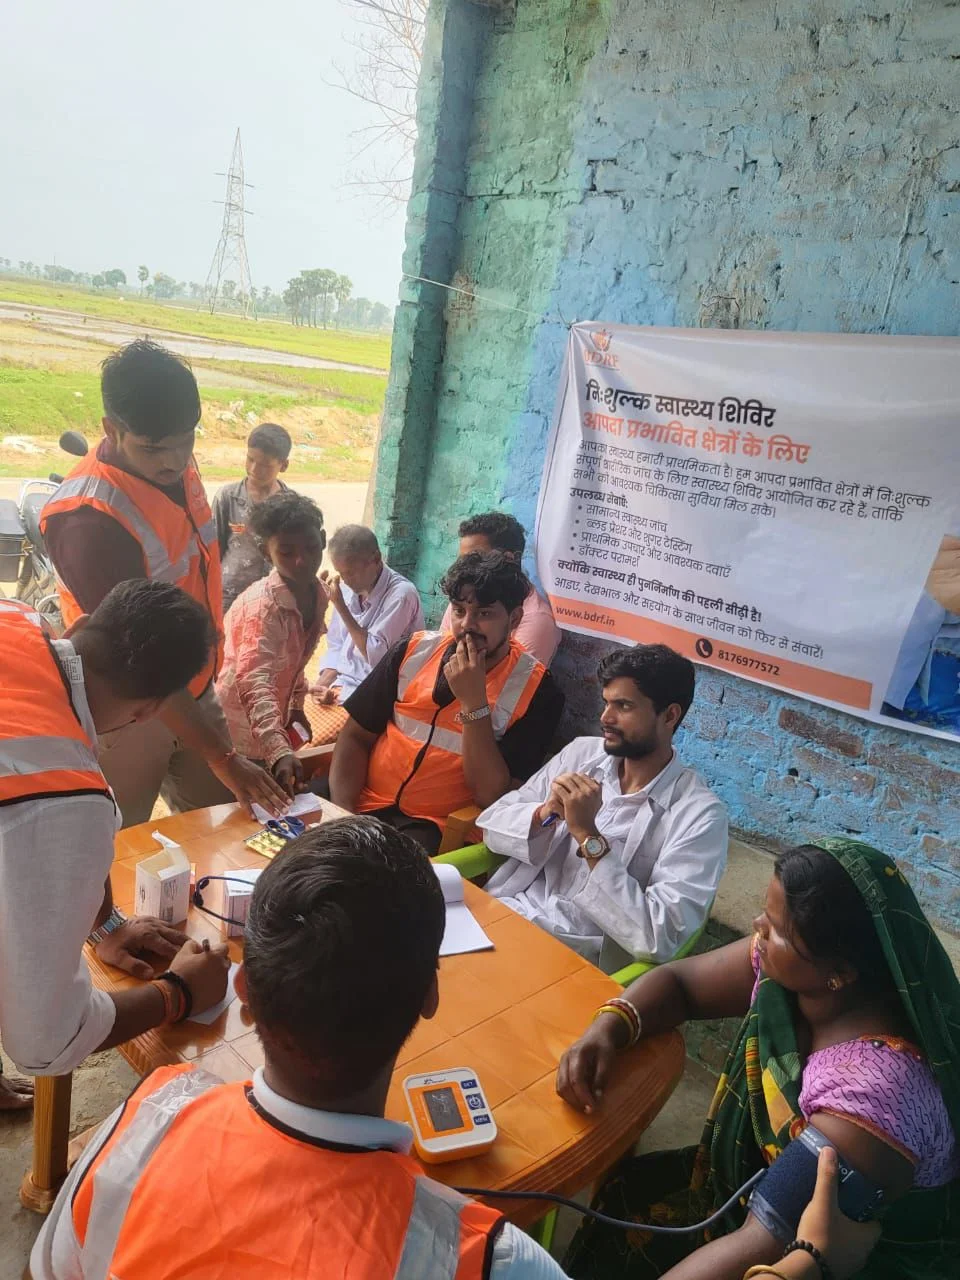 BDRF
निःशुल्क स्वास्थ्य शिविर
आपदा प्रभावित क्षेत्रों के लिए
आपका स्वास्थ्य हमारी प्राथमिकता है। हम आपदा प्रभावित क्षेत्रों में निःशुल्क
संपूर्ण शारीरिक जांच के लिए स्वास्थ्य शिविर आयोजित कर रहे हैं, ताकि
सभी को आवश्यक चिकित्सा सुविधा मिल सके।
उपलब्ध सेवाएं:
• सामान्य स्वास्थ्य जांच
• ब्लड प्रेशर और शुगर टेस्टिंग
• प्राथमिक उपचार और आवश्यक दवाएँ
• डॉक्टर परामर्श
क्योंकि स्वास्थ्य ही पुनर्निर्माण की पहली सीढ़ी है!
आइए, देखभाल और सहयोग के साथ जीवन को फिर से संवारें!
www.bdrf.in
8176977572
SET
MEM